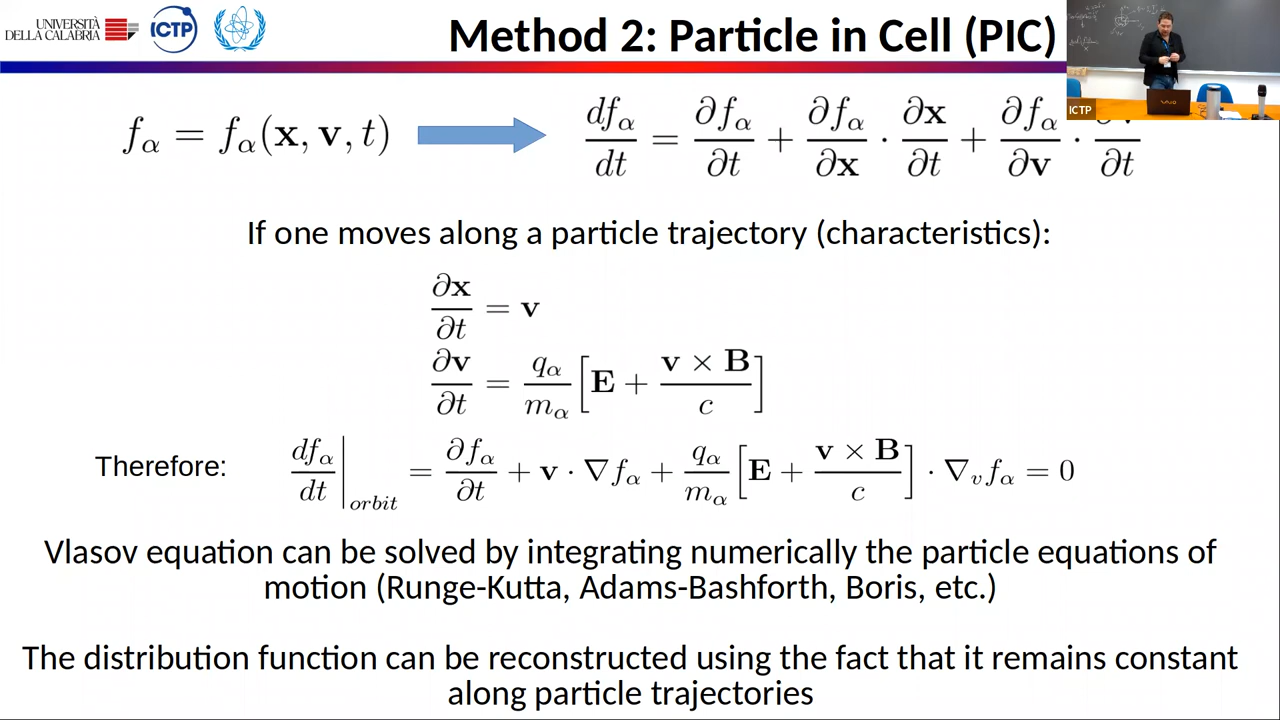 UNIVERSITÀ
DELLA CALABRIA
ICTP
Method 2: Particle in Cell (PIC)
ICTP
VAIO
f_α = f_α(𝐱, 𝐯, t)
df_α/dt = ∂f_α/∂t + ∂f_α/∂𝐱 · ∂𝐱/∂t + ∂f_α/∂𝐯 · ∂𝐯/∂t
If one moves along a particle trajectory (characteristics):
∂𝐱/∂t = 𝐯
∂𝐯/∂t = q_α/m_α [𝐄 + 𝐯 × 𝐁/c]
Therefore: df_α/dt|_orbit = ∂f_α/∂t + 𝐯 · ∇f_α + q_α/m_α [𝐄 + 𝐯 × 𝐁/c] · ∇_v f_α = 0
Vlasov equation can be solved by integrating numerically the particle equations of
motion (Runge-Kutta, Adams-Bashforth, Boris, etc.)
The distribution function can be reconstructed using the fact that it remains constant
along particle trajectories